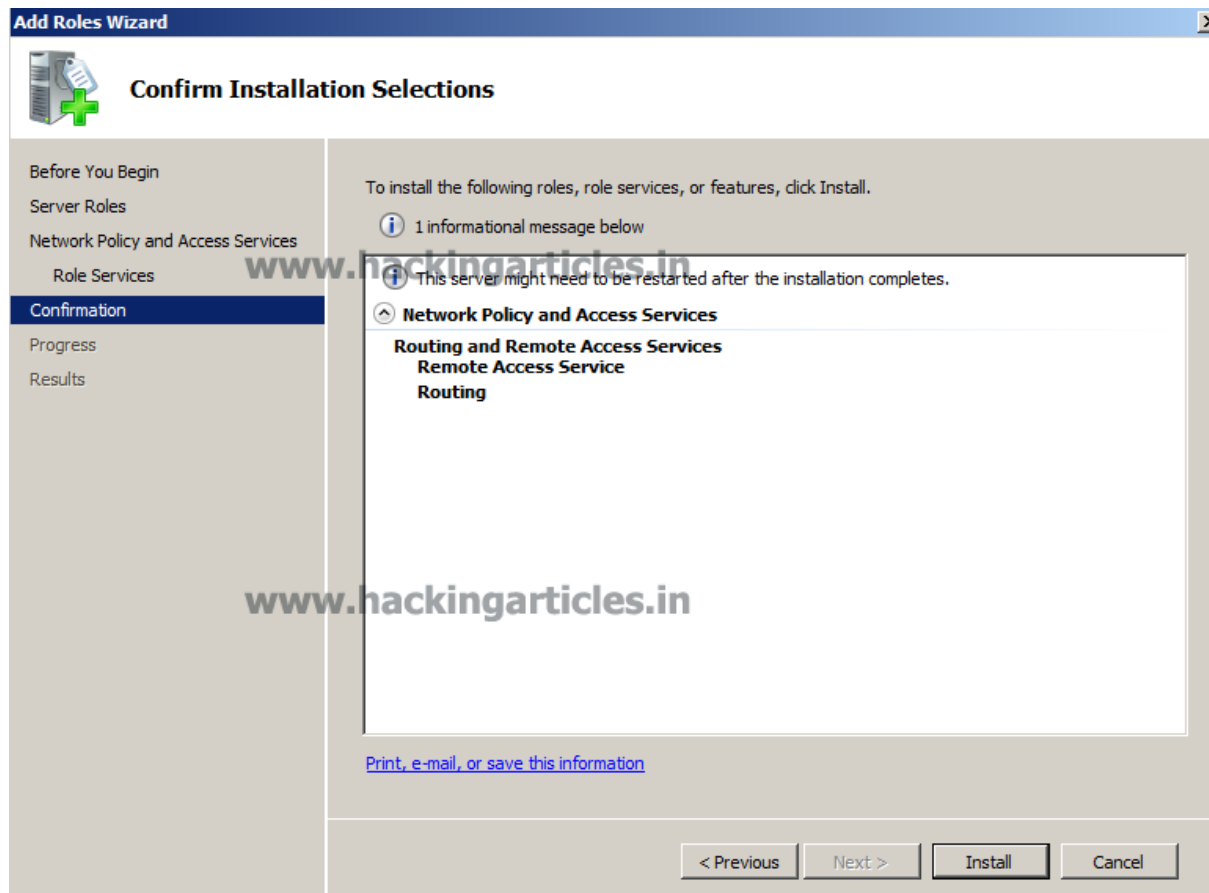 Add Roles Wizard
Confirm Installation Selections
Before You Begin
Server Roles
Network Policy and Access Services
Role Services
Confirmation
Progress
Results
To install the following roles, role services, or features, click Install.
1 informational message below
www.hackingarticles.in
This server might need to be restarted after the installation completes.
Network Policy and Access Services
Routing and Remote Access Services
Remote Access Service
Routing
www.hackingarticles.in
Print, e-mail, or save this information
< Previous
Next >
Install
Cancel